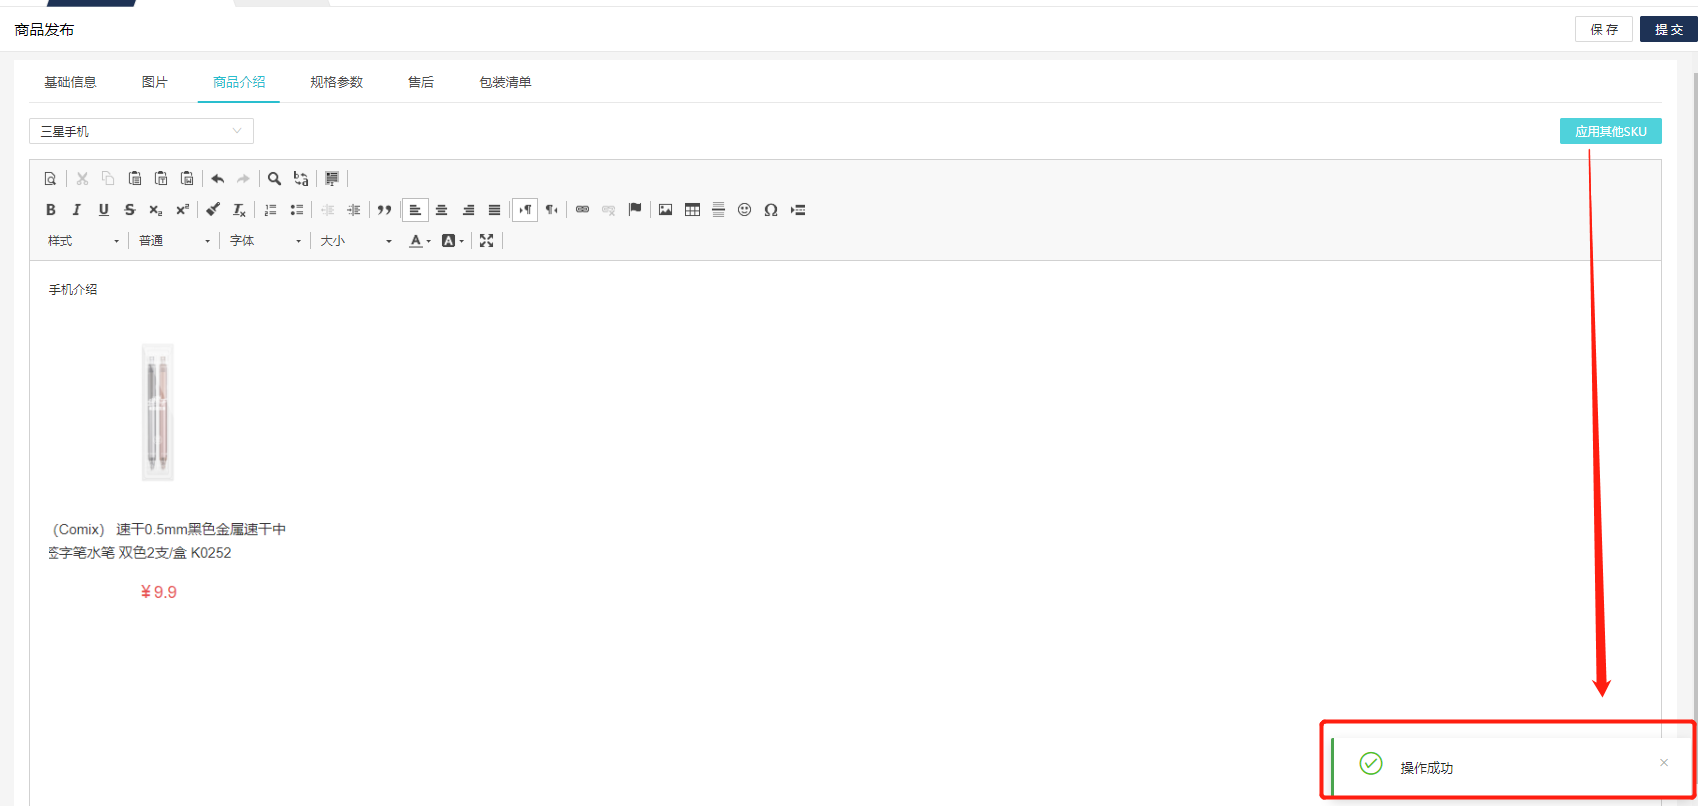 商品发布
保 存
提 交
基础信息
图片
商品介绍
规格参数
售后
包装清单
三星手机
应用其他SKU
样式
普通
字体
大小
手机介绍
（Comix） 速干0.5mm黑色金属速干中
签字笔水笔 双色2支/盒 K0252
¥9.9
操作成功